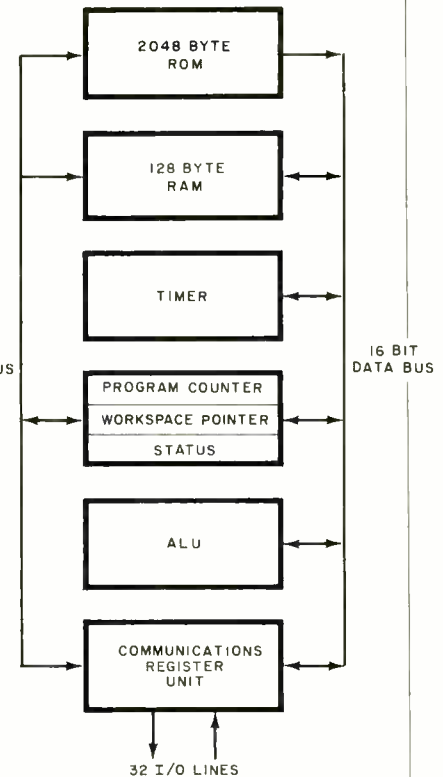 2048 BYTE
ROM
128 BYTE
RAM
TIMER
16 BIT
DATA BUS
PROGRAM COUNTER
WORKSPACE POINTER
STATUS
ALU
COMMUNICATIONS
REGISTER
UNIT
32 I/O LINES